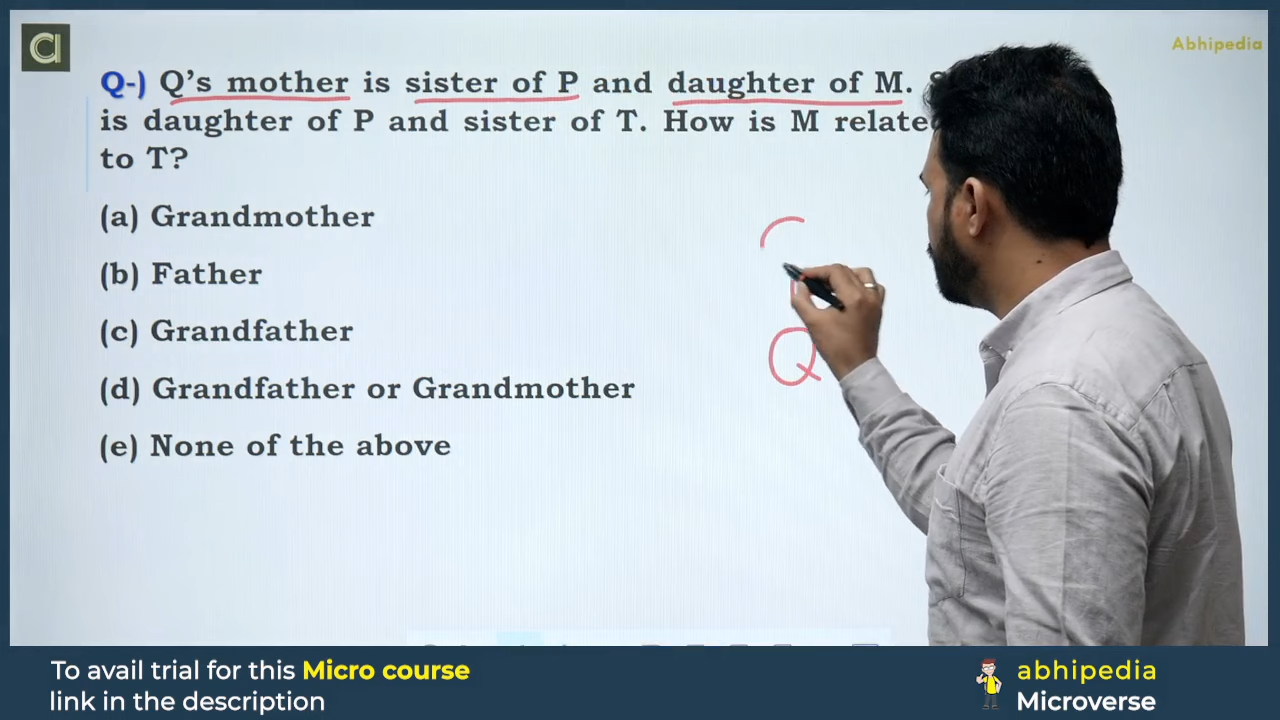 Abhipedia
Q-) Q’s mother is sister of P and daughter of M.
is daughter of P and sister of T. How is M relate
to T?
(a) Grandmother
(b) Father
(c) Grandfather
(d) Grandfather or Grandmother
(e) None of the above
Q
To avail trial for this Micro course
link in the description
abhipedia
Microverse